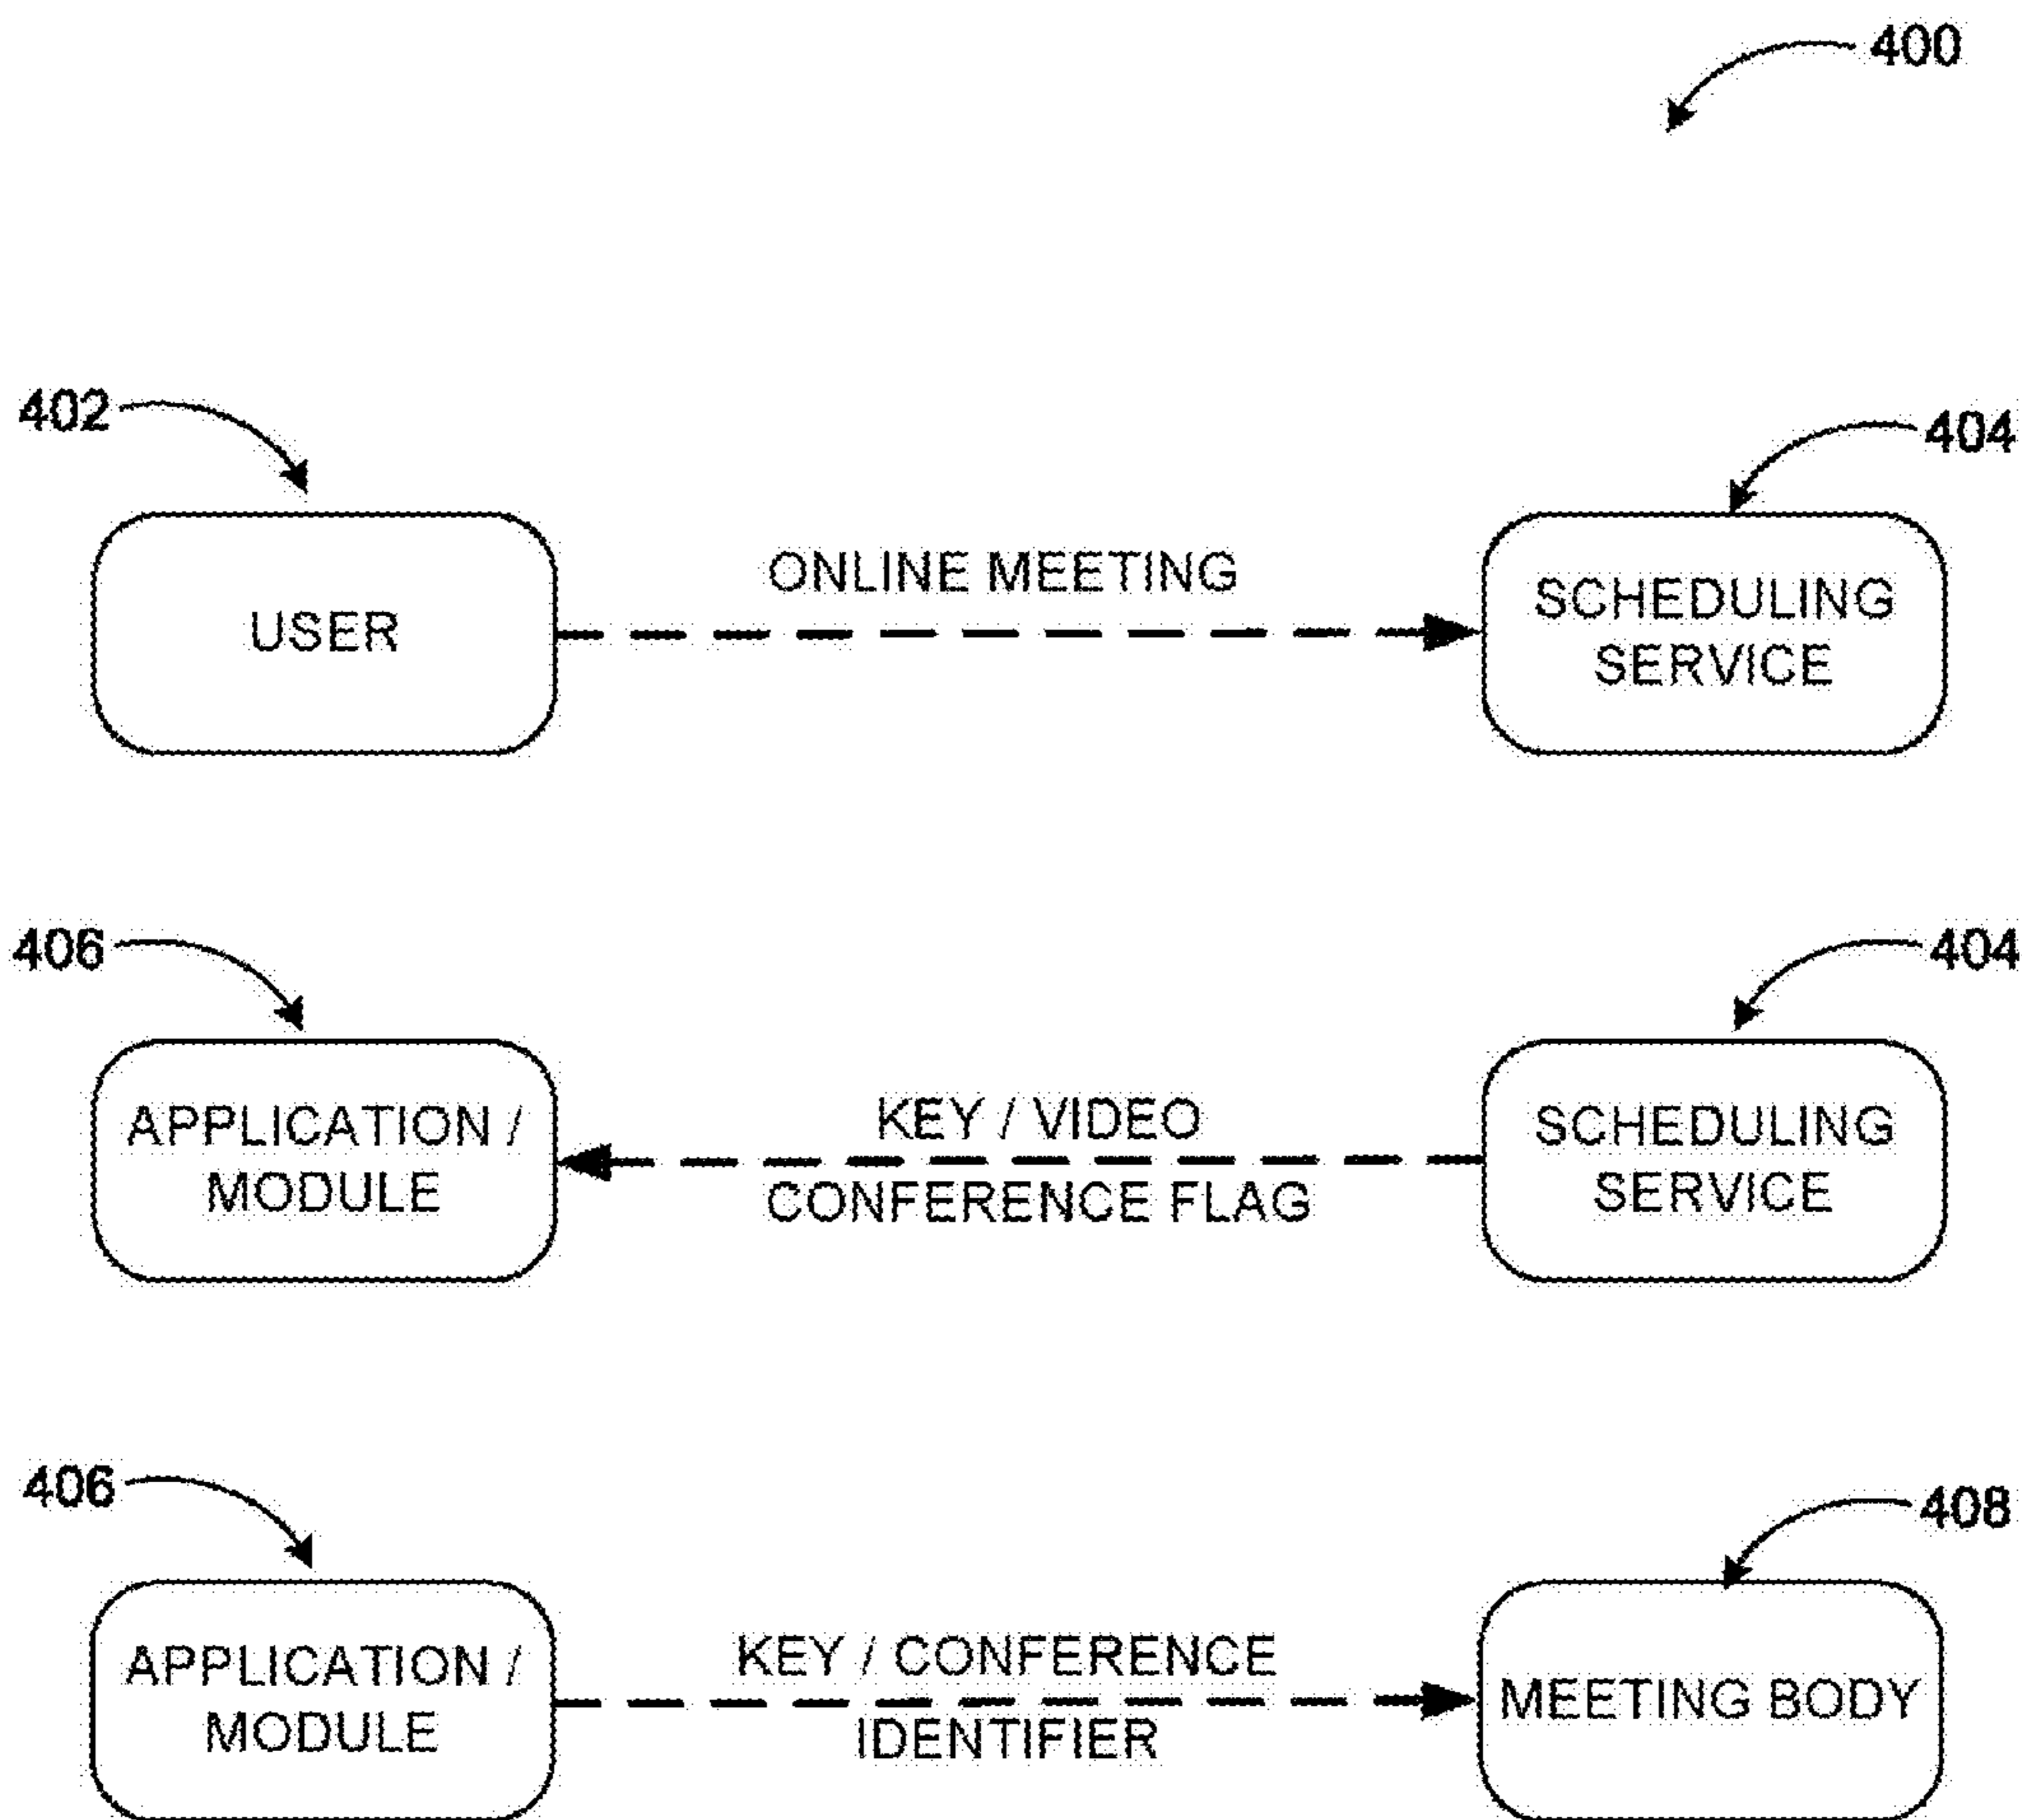 400
402
404
USER
ONLINE MEETING
SCHEDULING
SERVICE
406
404
APPLICATION /
MODULE
KEY / VIDEO
CONFERENCE FLAG
SCHEDULING
SERVICE
406
408
APPLICATION /
MODULE
KEY / CONFERENCE
IDENTIFIER
MEETING BODY